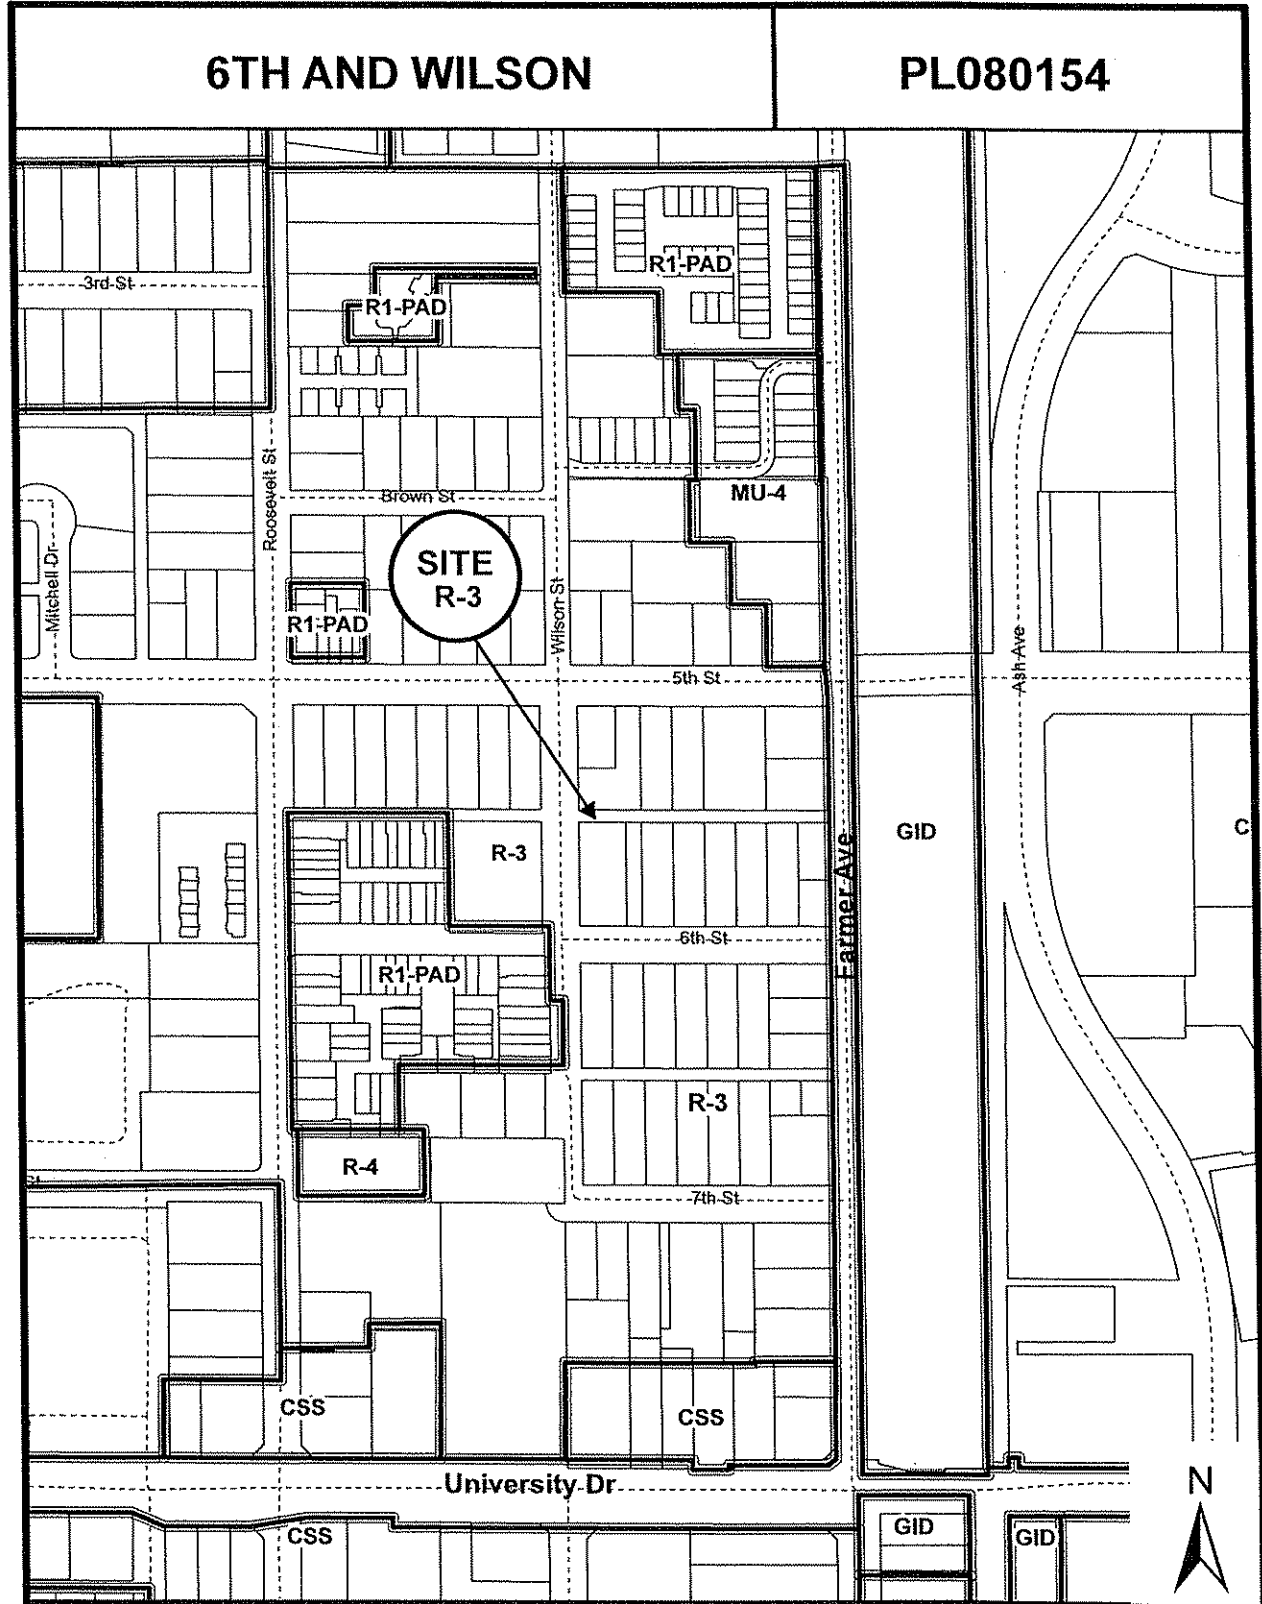 6TH AND WILSON
PL080154
R1-PAD
3rd St
R1-PAD
Roosevelt St
Brown St
MU-4
SITE
R-3
Mitchell Dr
Wilson St
R1-PAD
5th St
Ash Ave
GID
C
R-3
Farmer Ave
6th St
R1-PAD
R-3
R-4
St
7th St
CSS
CSS
University Dr
N
CSS
GID
GID